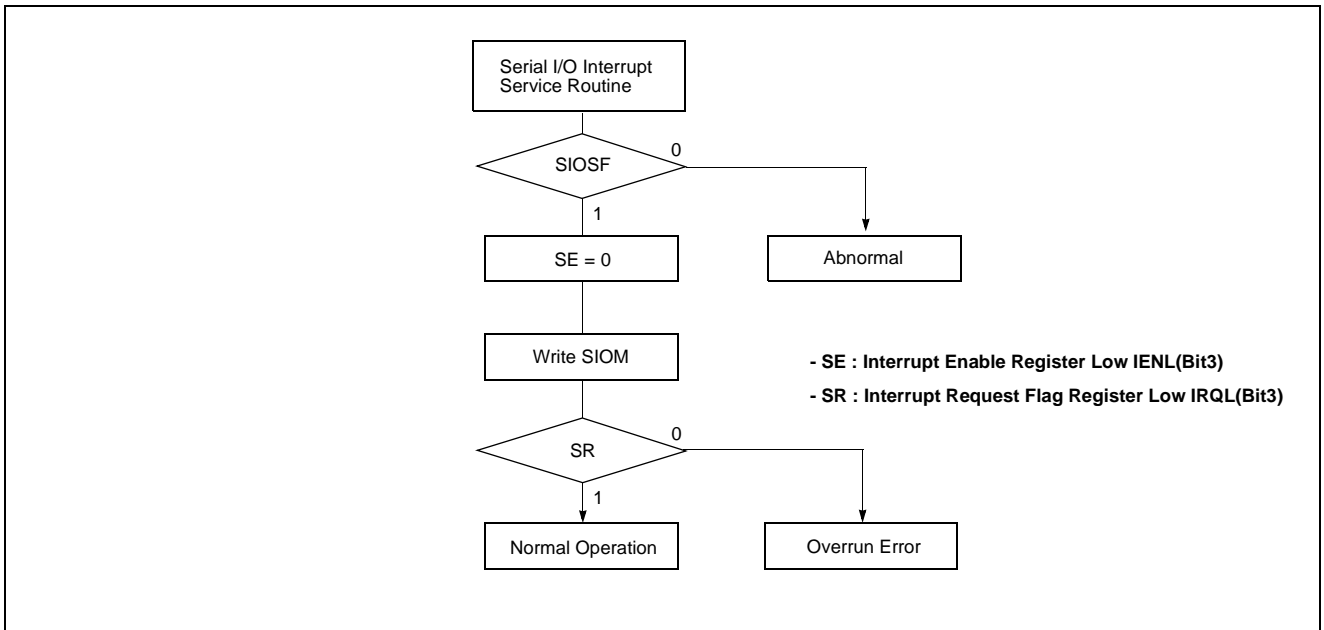 Serial I/O Interrupt
Service Routine
SIOSF
0
1
SE = 0
Abnormal
Write SIOM
- SE : Interrupt Enable Register Low IENL(Bit3)
- SR : Interrupt Request Flag Register Low IRQL(Bit3)
SR
0
1
Normal Operation
Overrun Error